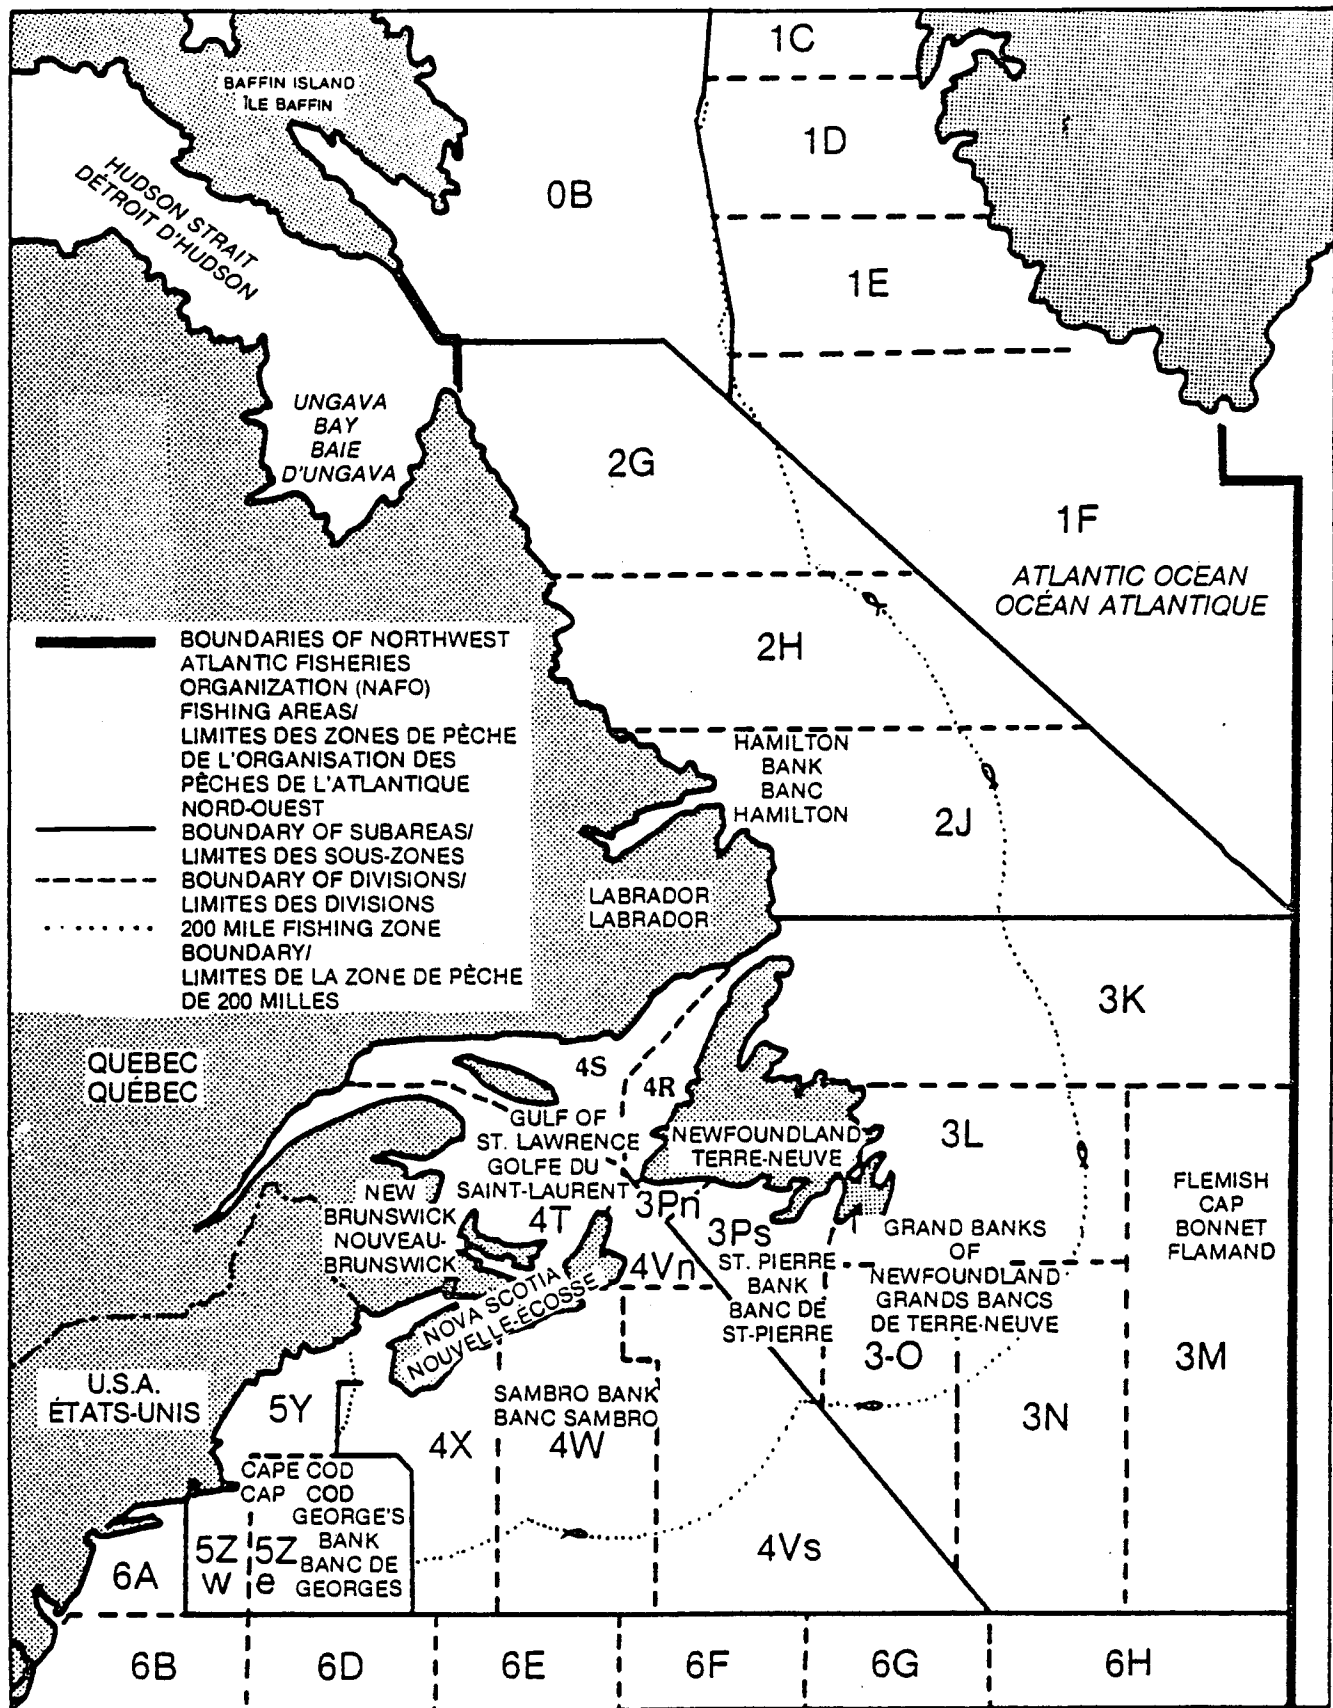 1C
BAFFIN ISLAND
ÎLE BAFFIN
1D
HUDSON STRAIT
DÉTROIT D'HUDSON
0B
1E
UNGAVA
BAY
BAIE
D'UNGAVA
2G
1F
ATLANTIC OCEAN
OCÉAN ATLANTIQUE
BOUNDARIES OF NORTHWEST
ATLANTIC FISHERIES
ORGANIZATION (NAFO)
FISHING AREAS/
LIMITES DES ZONES DE PÈCHE
DE L'ORGANISATION DES
PÊCHES DE L'ATLANTIQUE
NORD-OUEST
BOUNDARY OF SUBAREAS/
LIMITES DES SOUS-ZONES
BOUNDARY OF DIVISIONS/
LIMITES DES DIVISIONS
200 MILE FISHING ZONE
BOUNDARY/
LIMITES DE LA ZONE DE PÈCHE
DE 200 MILLES
2H
HAMILTON
BANK
BANC
HAMILTON
2J
LABRADOR
LABRADOR
3K
QUEBEC
QUÉBEC
4S
4R
GULF OF
ST. LAWRENCE
GOLFE DU
SAINT-LAURENT
NEWFOUNDLAND
TERRE-NEUVE
3L
NEW
BRUNSWICK
NOUVEAU-
BRUNSWICK
4T
3Pn
3Ps
4Vn
FLEMISH
CAP
BONNET
FLAMAND
GRAND BANKS
OF
NEWFOUNDLAND
GRANDS BANCS
DE TERRE-NEUVE
ST. PIERRE
BANK
BANC DE
ST-PIERRE
NOVA SCOTIA
NOUVELLE-ÉCOSSE
3-O
3M
3N
U.S.A.
ÉTATS-UNIS
5Y
4X
SAMBRO BANK
BANC SAMBRO
4W
CAPE COD
CAP COD
GEORGE'S
BANK
BANC DE
GEORGES
6A
5Z
w
5Z
e
4Vs
6B
6D
6E
6F
6G
6H